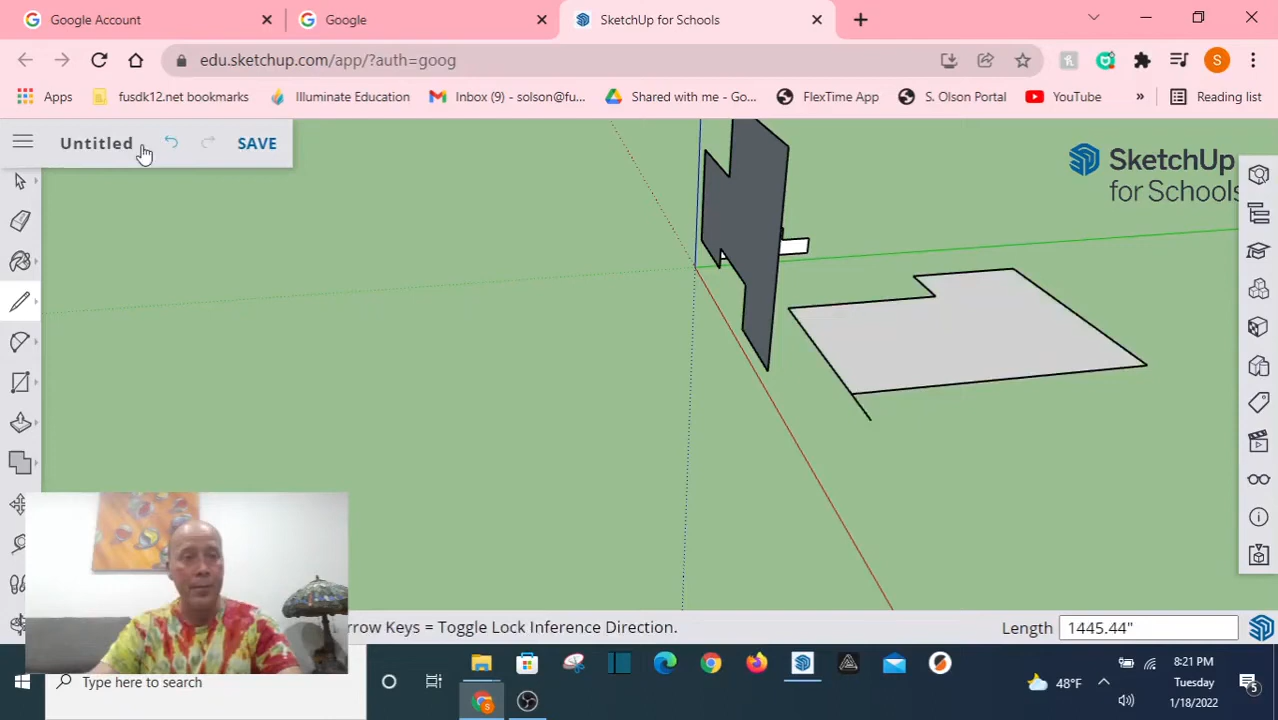 Google Account
Google
SketchUp for Schools
edu.sketchup.com/app/?auth=goog
S
Apps
fusdk12.net bookmarks
Illuminate Education
Inbox (9) - solson@fu...
Shared with me - Go...
FlexTime App
S. Olson Portal
YouTube
»
Reading list
Untitled
SAVE
SketchUp
for Schools
rrow Keys = Toggle Lock Inference Direction.
Length
1445.44"
Type here to search
48°F
8:21 PM
Tuesday
1/18/2022
5